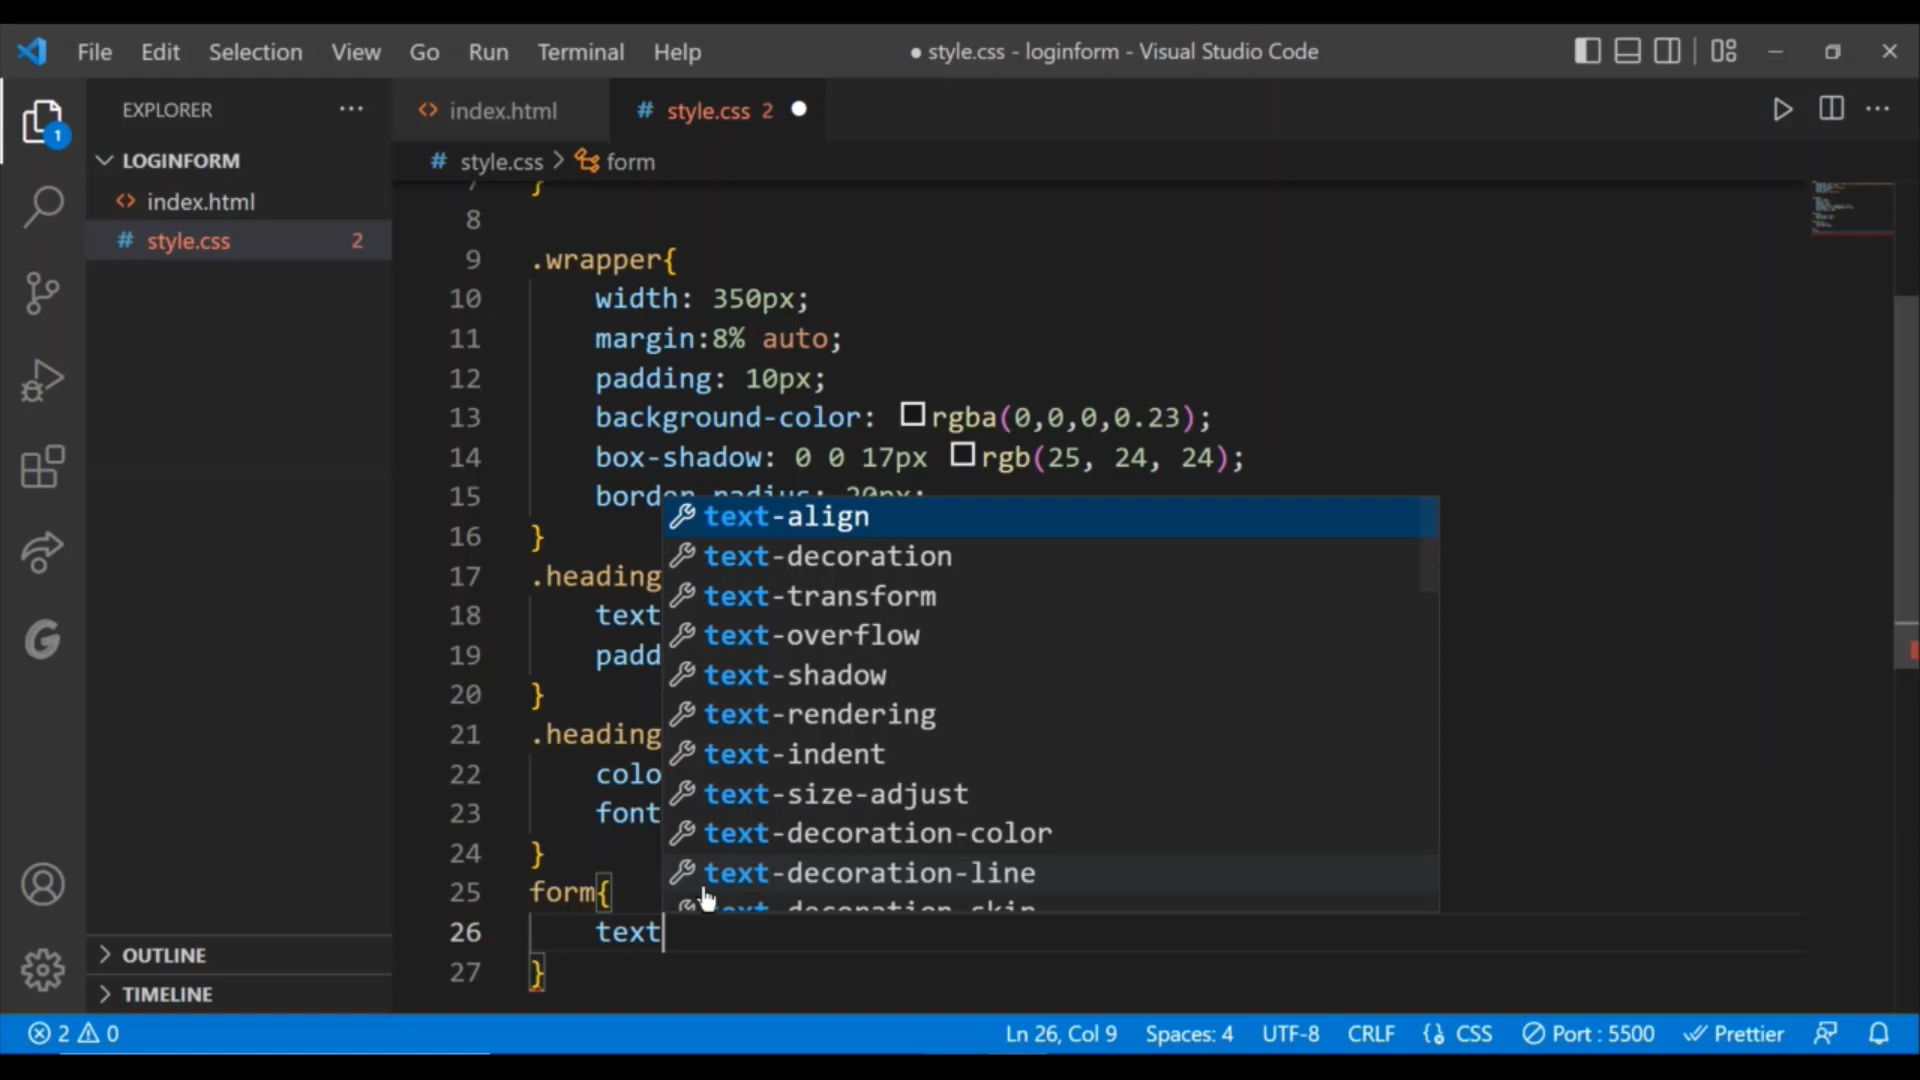 File Edit Selection View Go Run Terminal Help
● style.css - loginform - Visual Studio Code
EXPLORER ···
index.html
# style.css 2
1
LOGINFORM
index.html
# style.css 2
# style.css > form
7 }
8
9 .wrapper{
10 width: 350px;
11 margin:8% auto;
12 padding: 10px;
13 background-color: rgba(0,0,0,0.23);
14 box-shadow: 0 0 17px rgb(25, 24, 24);
15 border-radius: 20px;
16 }
17 .heading
18 text
19 padd
20 }
21 .heading
22 colo
23 font
24 }
25 form{
26 text
27 }
text-align
text-decoration
text-transform
text-overflow
text-shadow
text-rendering
text-indent
text-size-adjust
text-decoration-color
text-decoration-line
text-decoration-skip
OUTLINE
TIMELINE
2 0
Ln 26, Col 9 Spaces: 4 UTF-8 CRLF {} CSS Port : 5500 Prettier